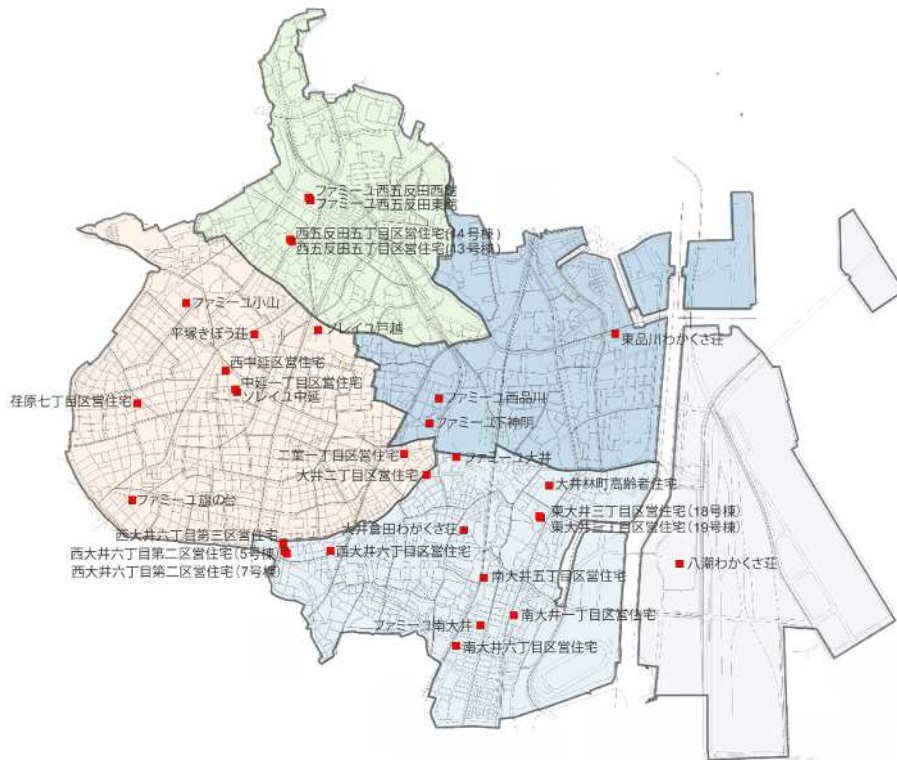 ファミーユ西五反田西館
ファミーユ西五反田東館
西五反田五丁目区営住宅(14号棟)
西五反田五丁目区営住宅(13号棟)
ファミーユ小山
平塚きぼう荘
ソレイユ戸越
東品川わかくさ荘
西中延区営住宅
中延一丁目区営住宅
ソレイユ中延
荏原七丁目区営住宅
ファミーユ西品川
ファミーユ下神明
二葉一丁目区営住宅
ファミーユ大井
大井二丁目区営住宅
大井林町高齢者住宅
ファミーユ旗の台
東大井三丁目区営住宅(18号棟)
東大井三丁目区営住宅(19号棟)
大井倉田わかくさ荘
西大井六丁目第三区営住宅
西大井六丁目第二区営住宅(5号棟)
西大井六丁目区営住宅
西大井六丁目第二区営住宅(7号棟)
八潮わかくさ荘
南大井五丁目区営住宅
南大井一丁目区営住宅
ファミーユ南大井
南大井六丁目区営住宅